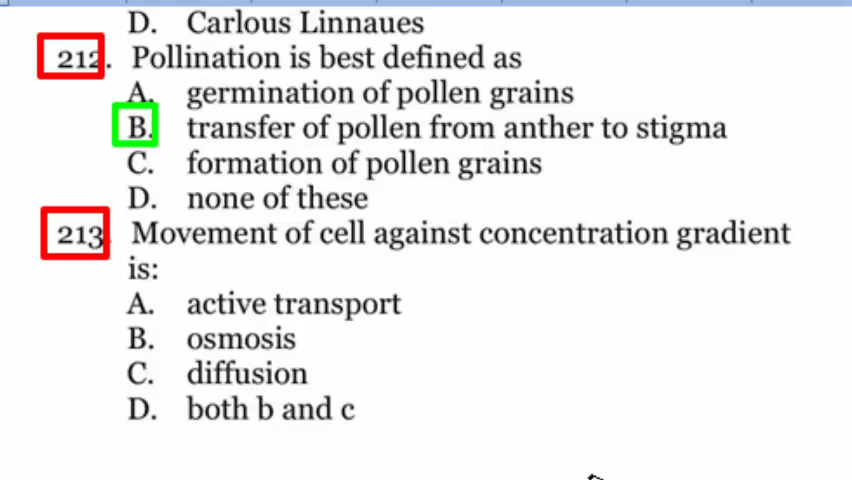 D. Carlous Linnaues
212. Pollination is best defined as
A. germination of pollen grains
B. transfer of pollen from anther to stigma
C. formation of pollen grains
D. none of these
213. Movement of cell against concentration gradient
is:
A. active transport
B. osmosis
C. diffusion
D. both b and c